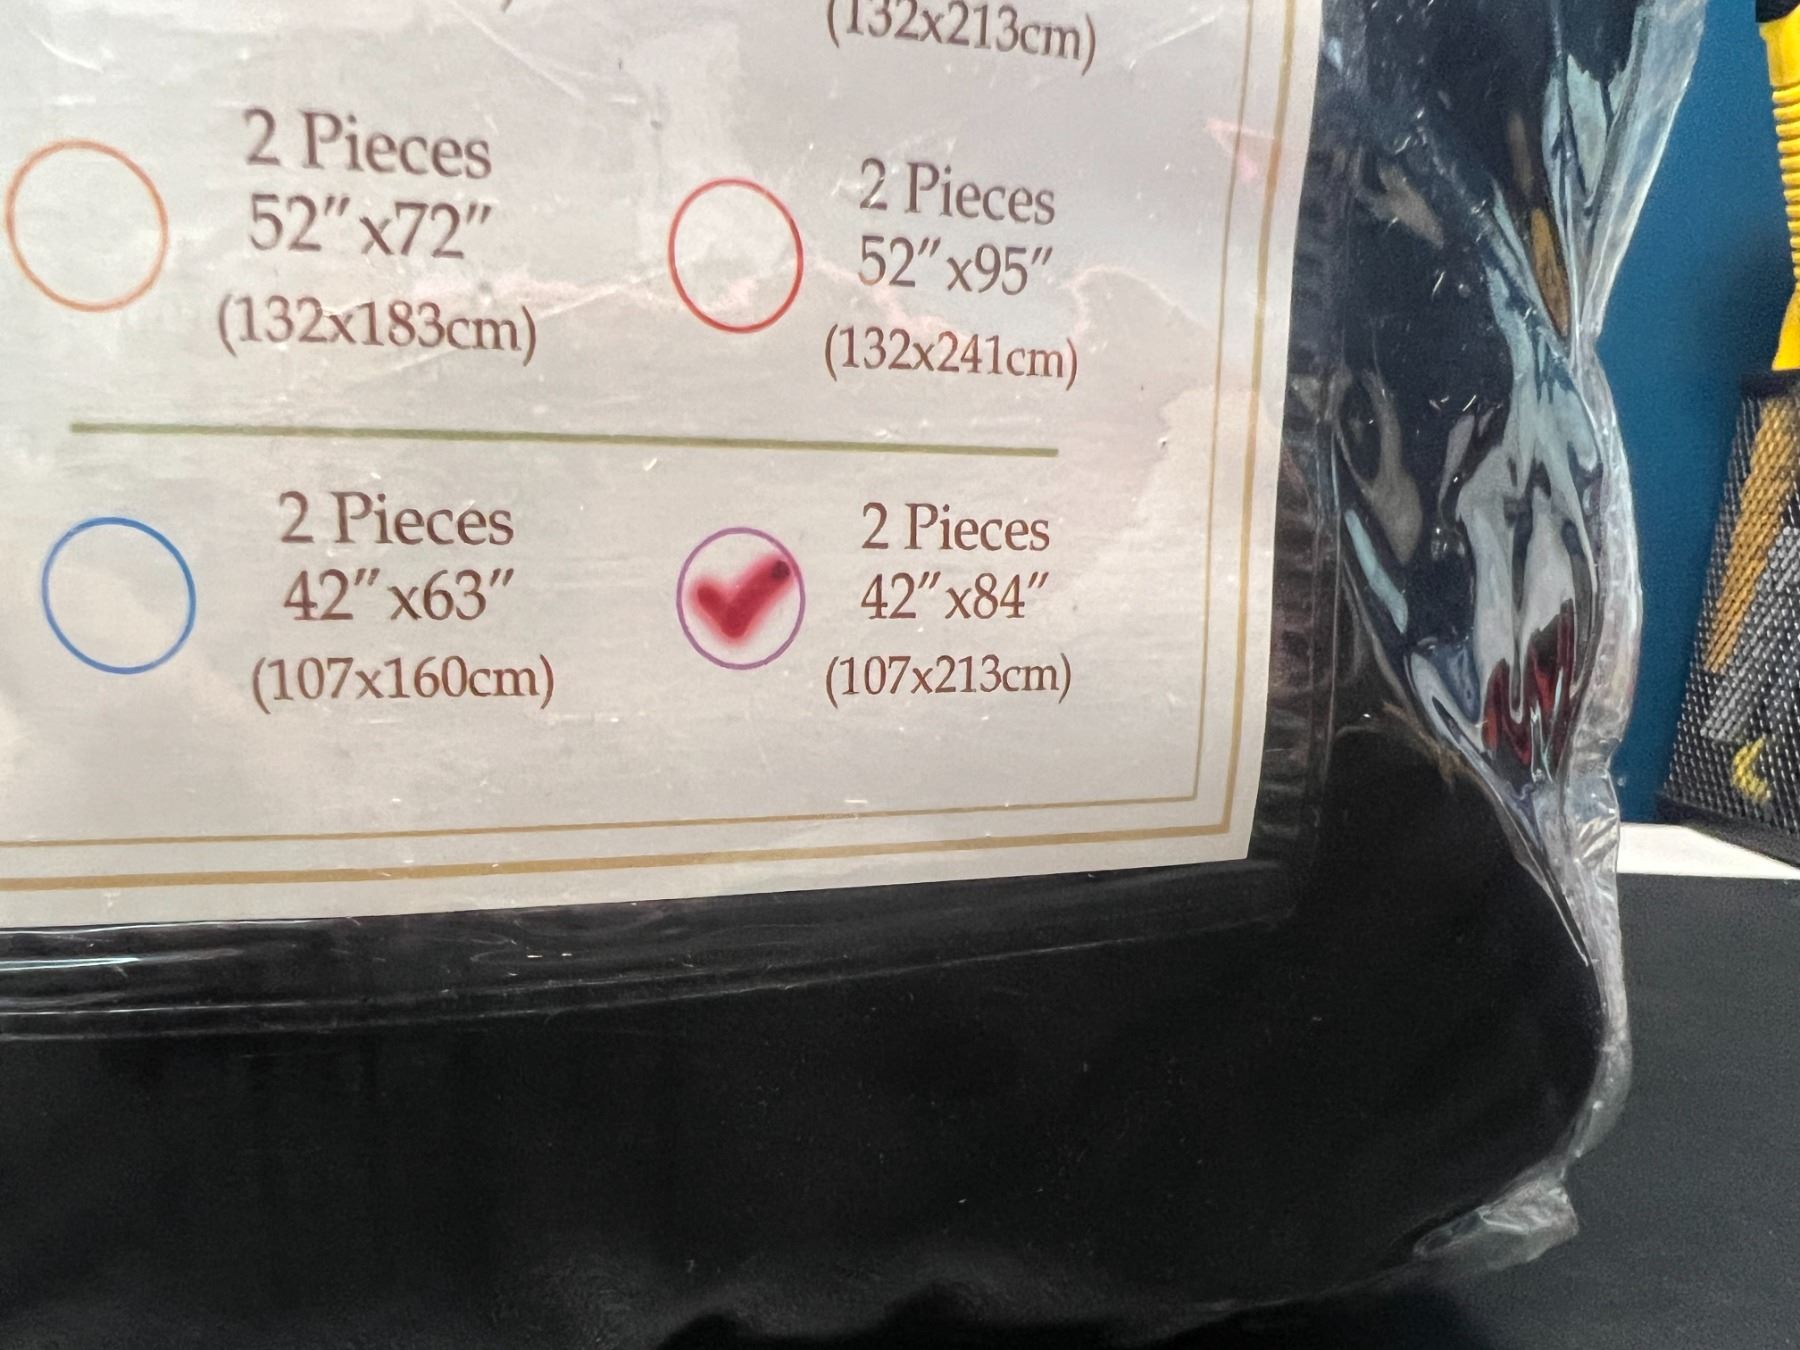 (132x213cm)
2 Pieces
52"x72"
(132x183cm)
2 Pieces
52"x95"
(132x241cm)
2 Pieces
42"x63"
(107x160cm)
2 Pieces
42"x84"
(107x213cm)